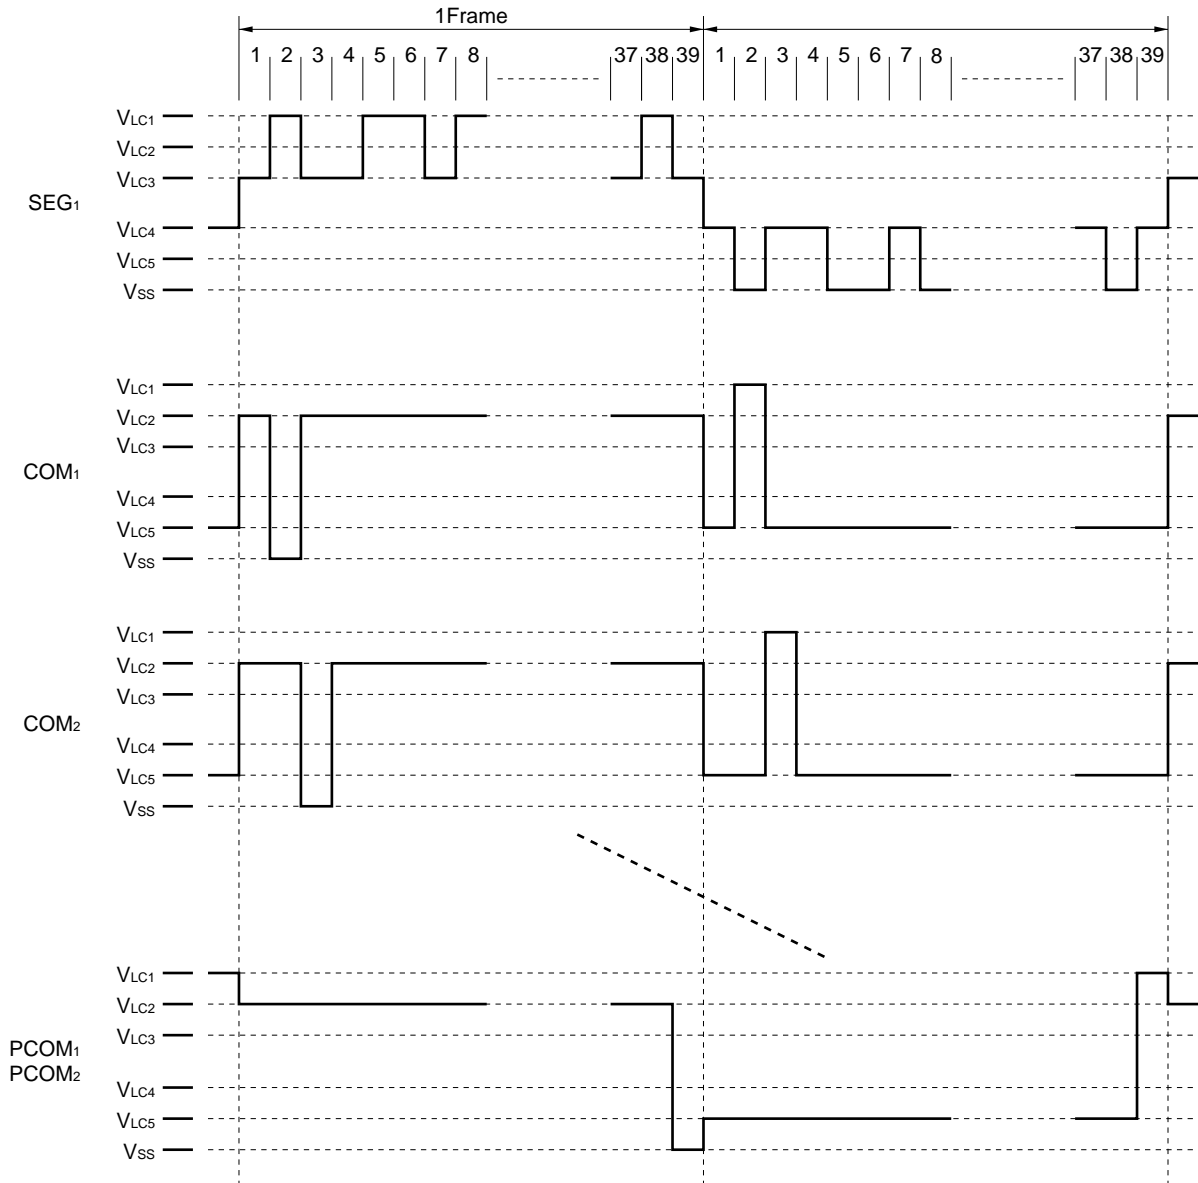 1Frame
1 2 3 4 5 6 7 8 37 38 39 1 2 3 4 5 6 7 8 37 38 39
SEG1
VLC1
VLC2
VLC3
VLC4
VLC5
VSS
COM1
VLC1
VLC2
VLC3
VLC4
VLC5
VSS
COM2
VLC1
VLC2
VLC3
VLC4
VLC5
VSS
PCOM1
PCOM2
VLC1
VLC2
VLC3
VLC4
VLC5
VSS